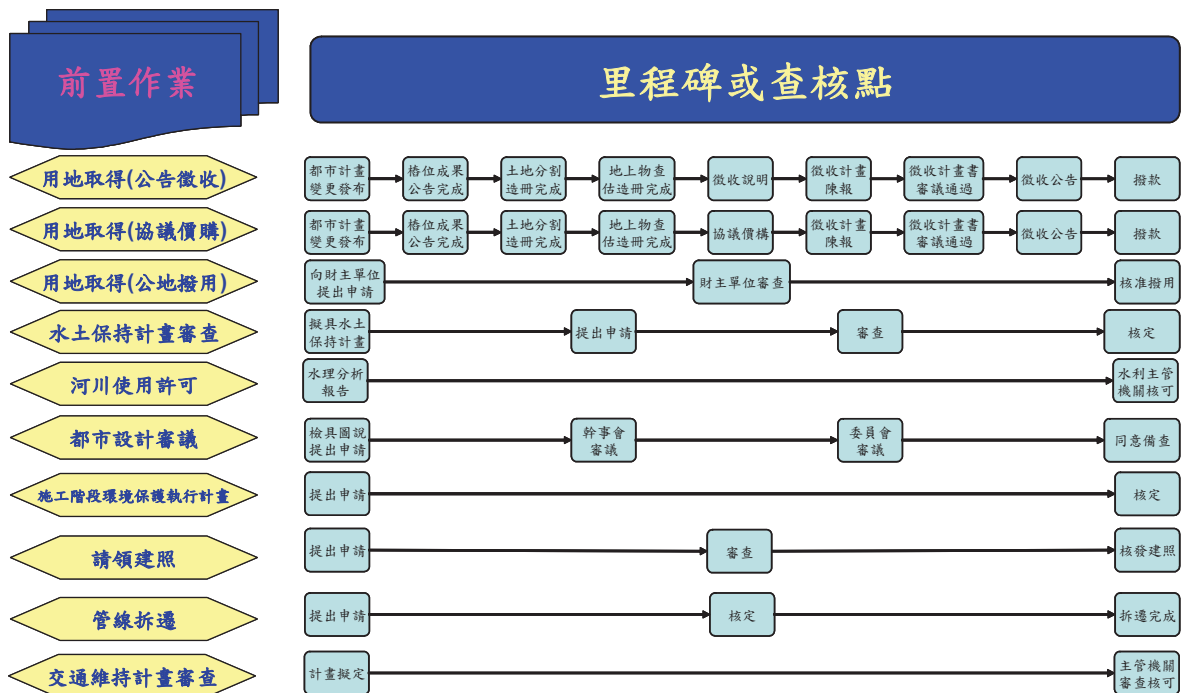 前置作業
里程碑或查核點
用地取得(公告徵收)
都市計畫
變更發布
樁位成果
公告完成
土地分割
造冊完成
地上物查
估造冊完成
徵收說明
徵收計畫
陳報
徵收計畫書
審議通過
徵收公告
撥款
用地取得(協議價購)
都市計畫
變更發布
樁位成果
公告完成
土地分割
造冊完成
地上物查
估造冊完成
協議價構
徵收計畫
陳報
徵收計畫書
審議通過
徵收公告
撥款
用地取得(公地撥用)
向財主單位
提出申請
財主單位審查
核准撥用
水土保持計畫審查
擬具水土
保持計畫
提出申請
審查
核定
河川使用許可
水理分析
報告
水利主管
機關核可
都市設計審議
檢具圖說
提出申請
幹事會
審議
委員會
審議
同意備查
施工階段環境保護執行計畫
提出申請
核定
請領建照
提出申請
審查
核發建照
管線拆遷
提出申請
核定
拆遷完成
交通維持計畫審查
計畫擬定
主管機關
審查核可